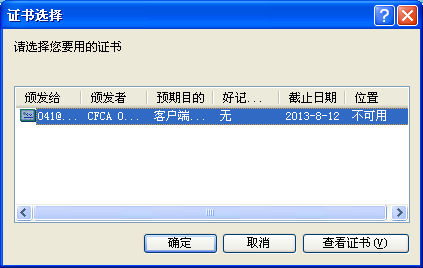 证书选择
请选择您要用的证书
颁发给 颁发者 预期目的 好记... 截止日期 位置
041@... CFCA O... 客户端... 无 2013-8-12 不可用
确定 取消 查看证书(V)